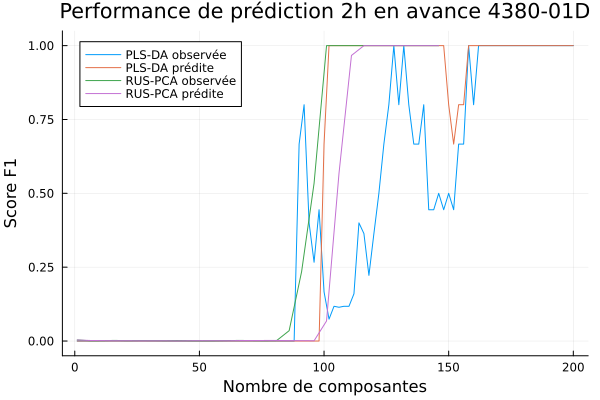 Performance de prédiction 2h en avance 4380-01D
PLS-DA observée
PLS-DA prédite
RUS-PCA observée
RUS-PCA prédite
Score F1
1.00
0.75
0.50
0.25
0.00
0 50 100 150 200
Nombre de composantes